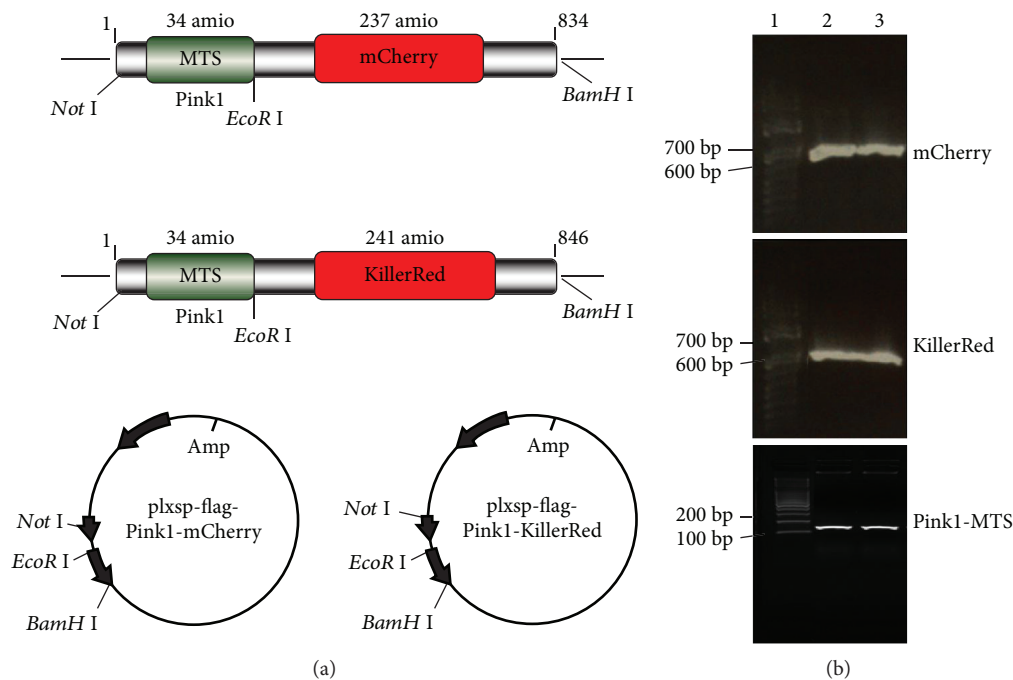 34 amio
237 amio
1
834
MTS
mCherry
Not I
Pink1
EcoR I
BamH I
34 amio
241 amio
1
846
MTS
KillerRed
Not I
Pink1
EcoR I
BamH I
Amp
plxsp-flag-
Pink1-mCherry
Not I
EcoR I
BamH I
Amp
plxsp-flag-
Pink1-KillerRed
Not I
EcoR I
BamH I
(a)
1 2 3
700 bp
600 bp
mCherry
700 bp
600 bp
KillerRed
200 bp
100 bp
Pink1-MTS
(b)